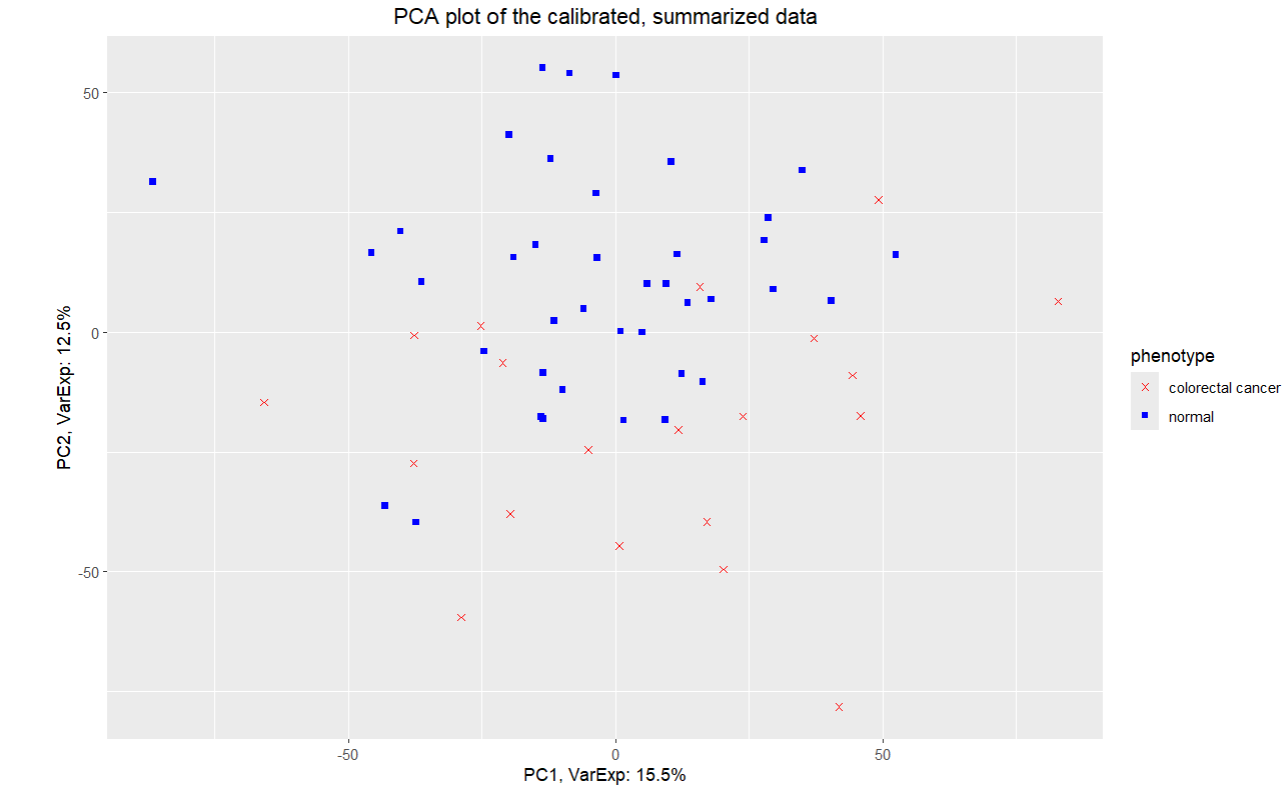 PCA plot of the calibrated, summarized data
PC2, VarExp: 12.5%
50
0
-50
-50
0
50
PC1, VarExp: 15.5%
phenotype
colorectal cancer
normal